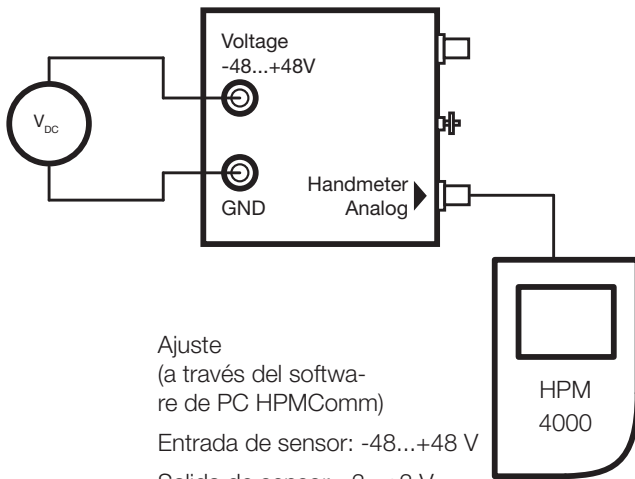 Voltage
-48...+48V
V DC
Handmeter
Analog
GND
Ajuste
(a través del softwa-
re de PC HPMComm)
HPM
4000
Entrada de sensor: -48...+48 V